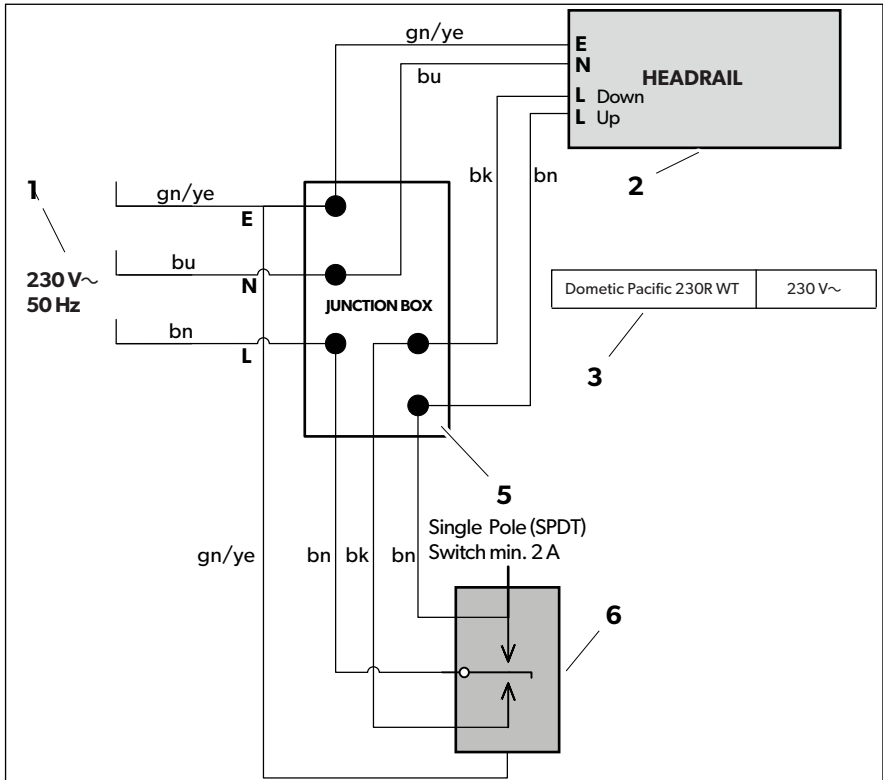 gn/ye
E
N
HEADRAIL
bu
L Down
L Up
bk
bn
2
1
gn/ye
E
bu
230 V~
50 Hz
N
JUNCTION BOX
Dometic Pacific 230R WT 230 V~
bn
L
3
5
Single Pole (SPDT)
Switch min. 2 A
gn/ye
bn
bk
bn
6